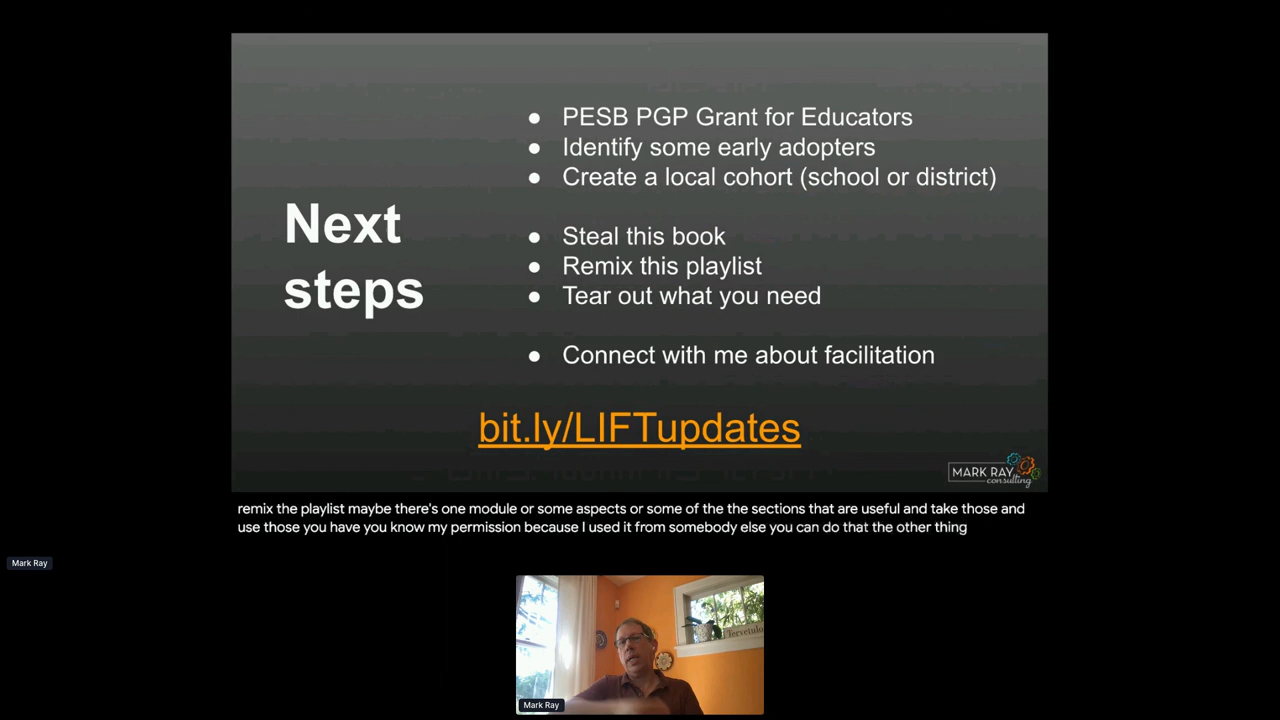 Next
steps
● PESB PGP Grant for Educators
● Identify some early adopters
● Create a local cohort (school or district)
● Steal this book
● Remix this playlist
● Tear out what you need
● Connect with me about facilitation
bit.ly/LIFTupdates
MARK RAY
consulting
remix the playlist maybe there's one module or some aspects or some of the the sections that are useful and take those and
use those you have you know my permission because I used it from somebody else you can do that the other thing
Mark Ray
Tervetulo
Mark Ray